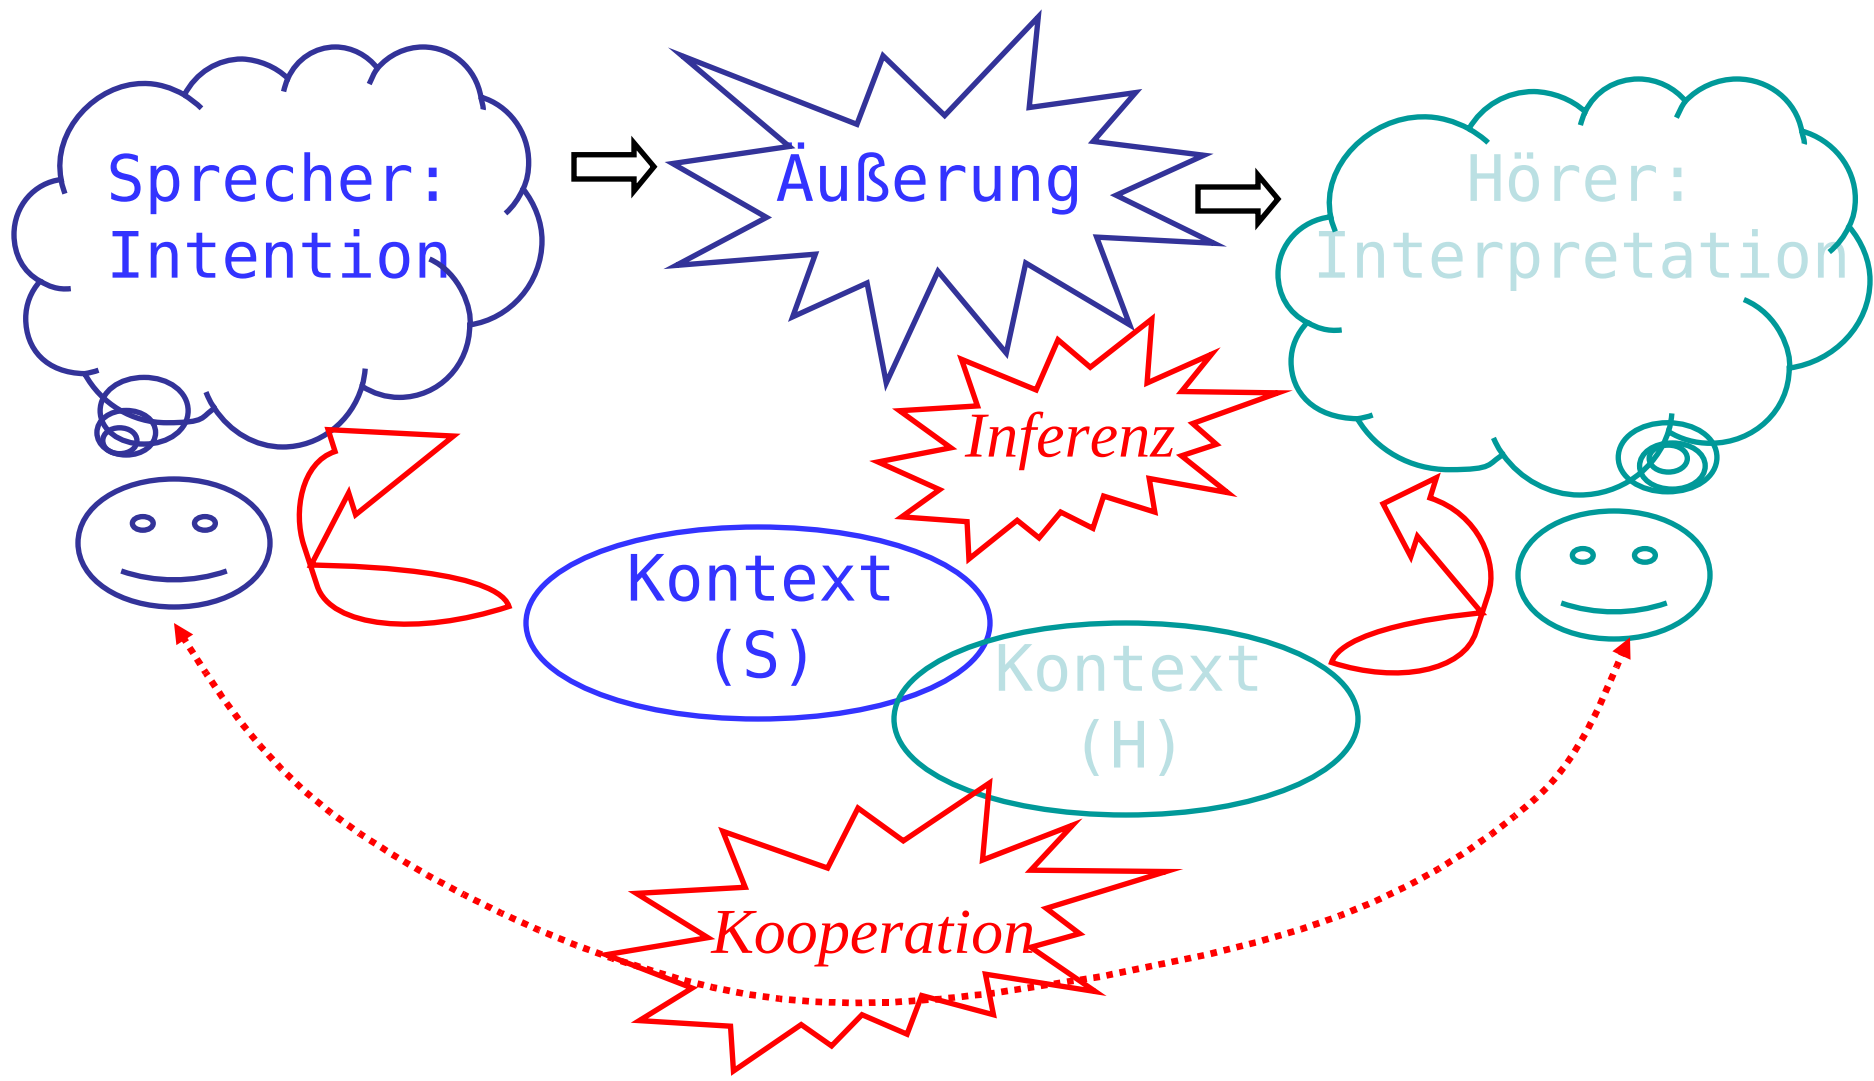 Sprecher:
Intention
Äußerung
Hörer:
Interpretation
Inferenz
Kontext
(S)
Kontext
(H)
Kooperation